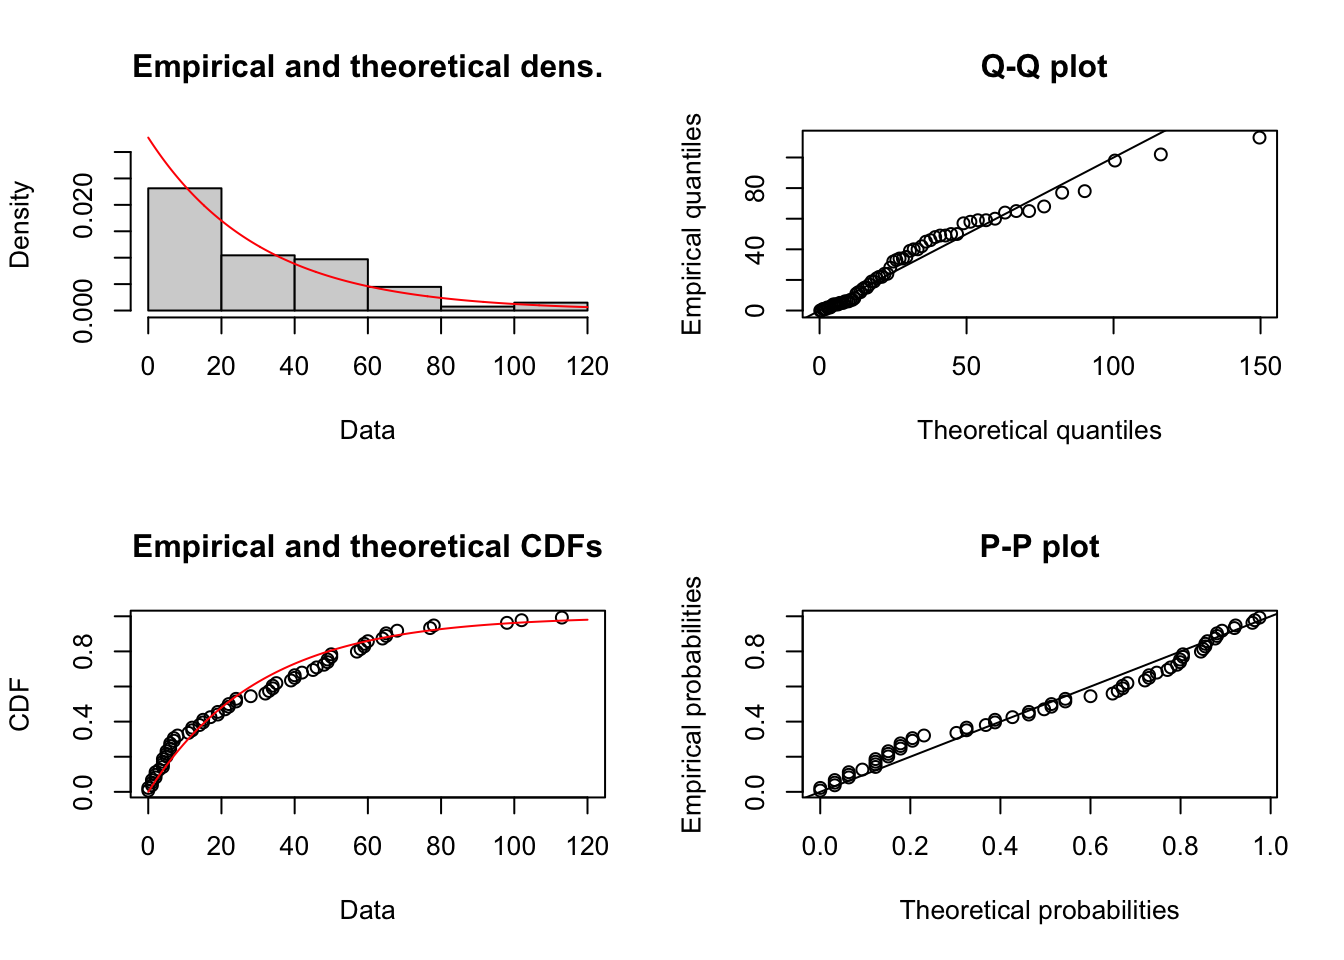 Empirical and theoretical dens.
Density
0.000 0.020
0 20 40 60 80 100 120
Data
Q-Q plot
Empirical quantiles
0 40 80
0 50 100 150
Theoretical quantiles
Empirical and theoretical CDFs
CDF
0.0 0.4 0.8
0 20 40 60 80 100 120
Data
P-P plot
Empirical probabilities
0.0 0.4 0.8
0.0 0.2 0.4 0.6 0.8 1.0
Theoretical probabilities